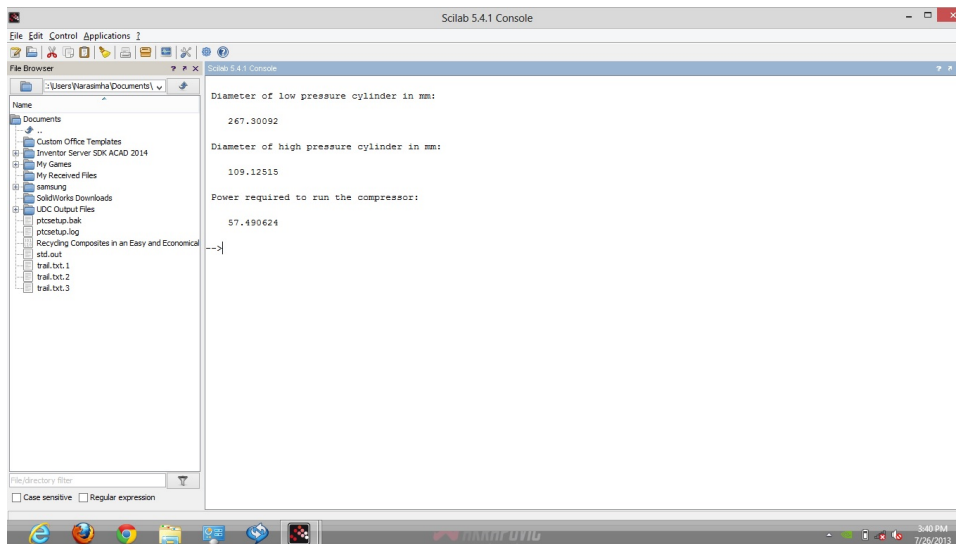 Scilab 5.4.1 Console
File Edit Control Applications ?
File Browser
Scilab 5.4.1 Console
:\Users\Narasimha\Documents\
Name
Documents
..
Custom Office Templates
Inventor Server SDK ACAD 2014
My Games
My Received Files
samsung
SolidWorks Downloads
UDC Output Files
ptcsetup.bak
ptcsetup.log
Recycling Composites in an Easy and Economical
std.out
trail.txt.1
trail.txt.2
trail.txt.3
Diameter of low pressure cylinder in mm:
267.30092
Diameter of high pressure cylinder in mm:
109.12515
Power required to run the compressor:
57.490624
-->
File/directory filter
Case sensitive
Regular expression
3:40 PM
7/26/2013